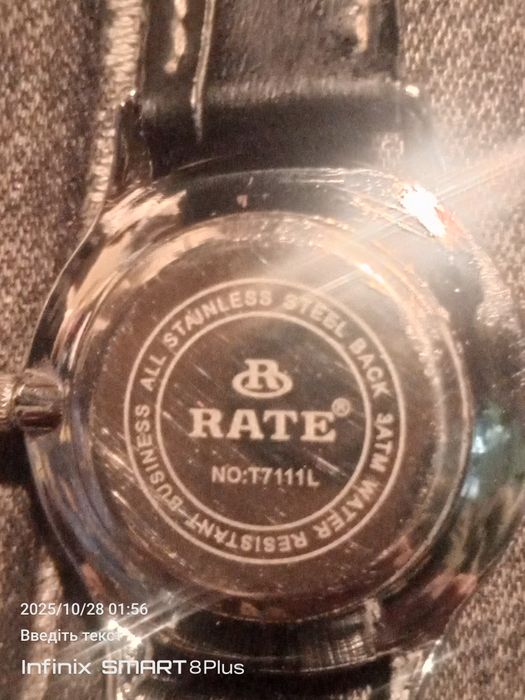 ALL STAINLESS STEEL BACK 3ATM WATER RESISTANT BUSINESS
R
RATE®
NO:T7111L
2025/10/28 01:56
Введіть текст
Infinix SMART 8Plus